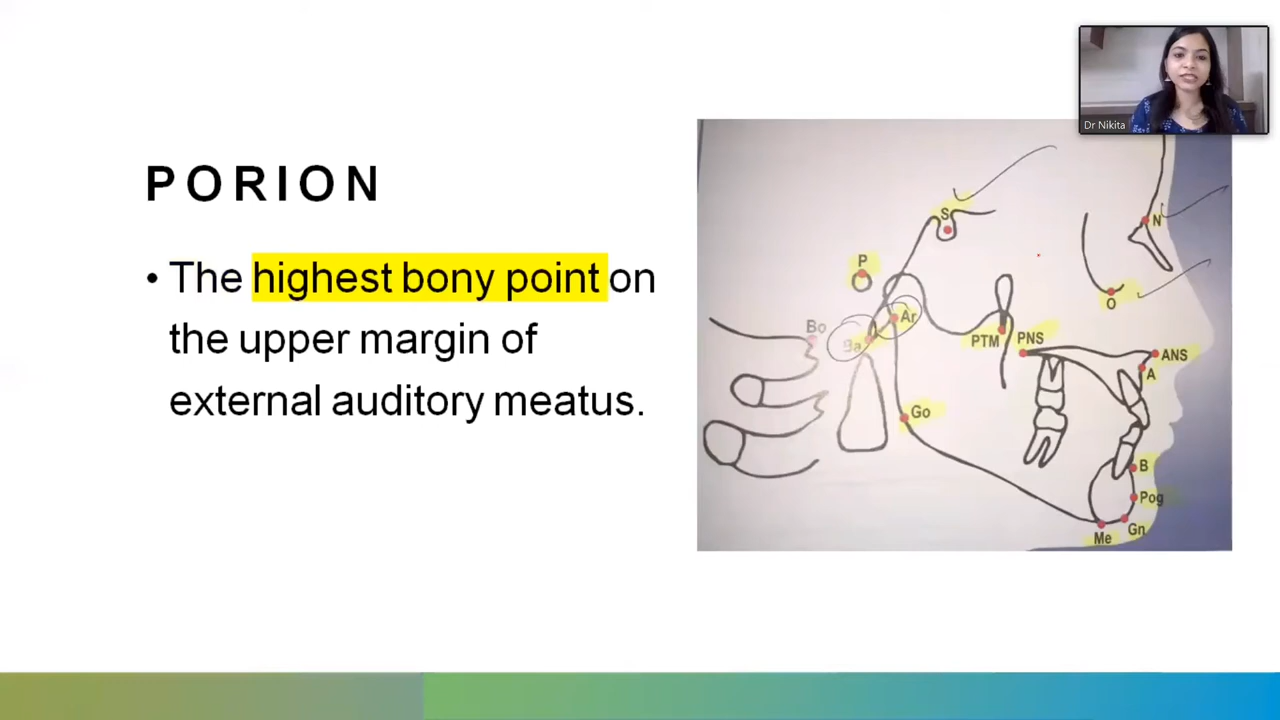 PORION
• The highest bony point on
the upper margin of
external auditory meatus.
Dr Nikita
S
N
P
O
Ar
Bo
Ba
PTM
PNS
ANS
A
Go
B
Pog
Gn
Me